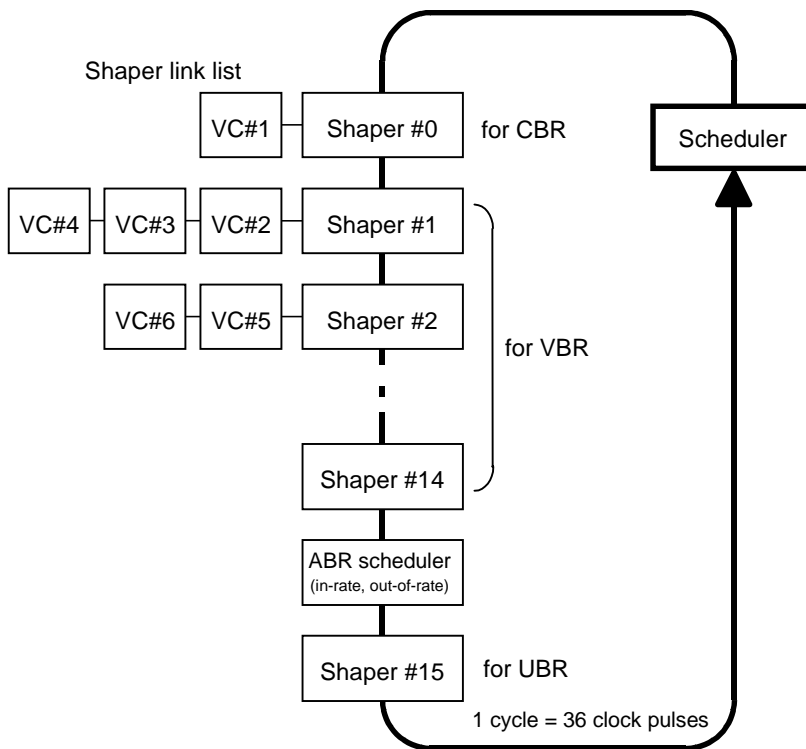 Shaper link list
VC#1
Shaper #0
for CBR
Scheduler
VC#4
VC#3
VC#2
Shaper #1
VC#6
VC#5
Shaper #2
for VBR
Shaper #14
ABR scheduler
(in-rate, out-of-rate)
Shaper #15
for UBR
1 cycle = 36 clock pulses